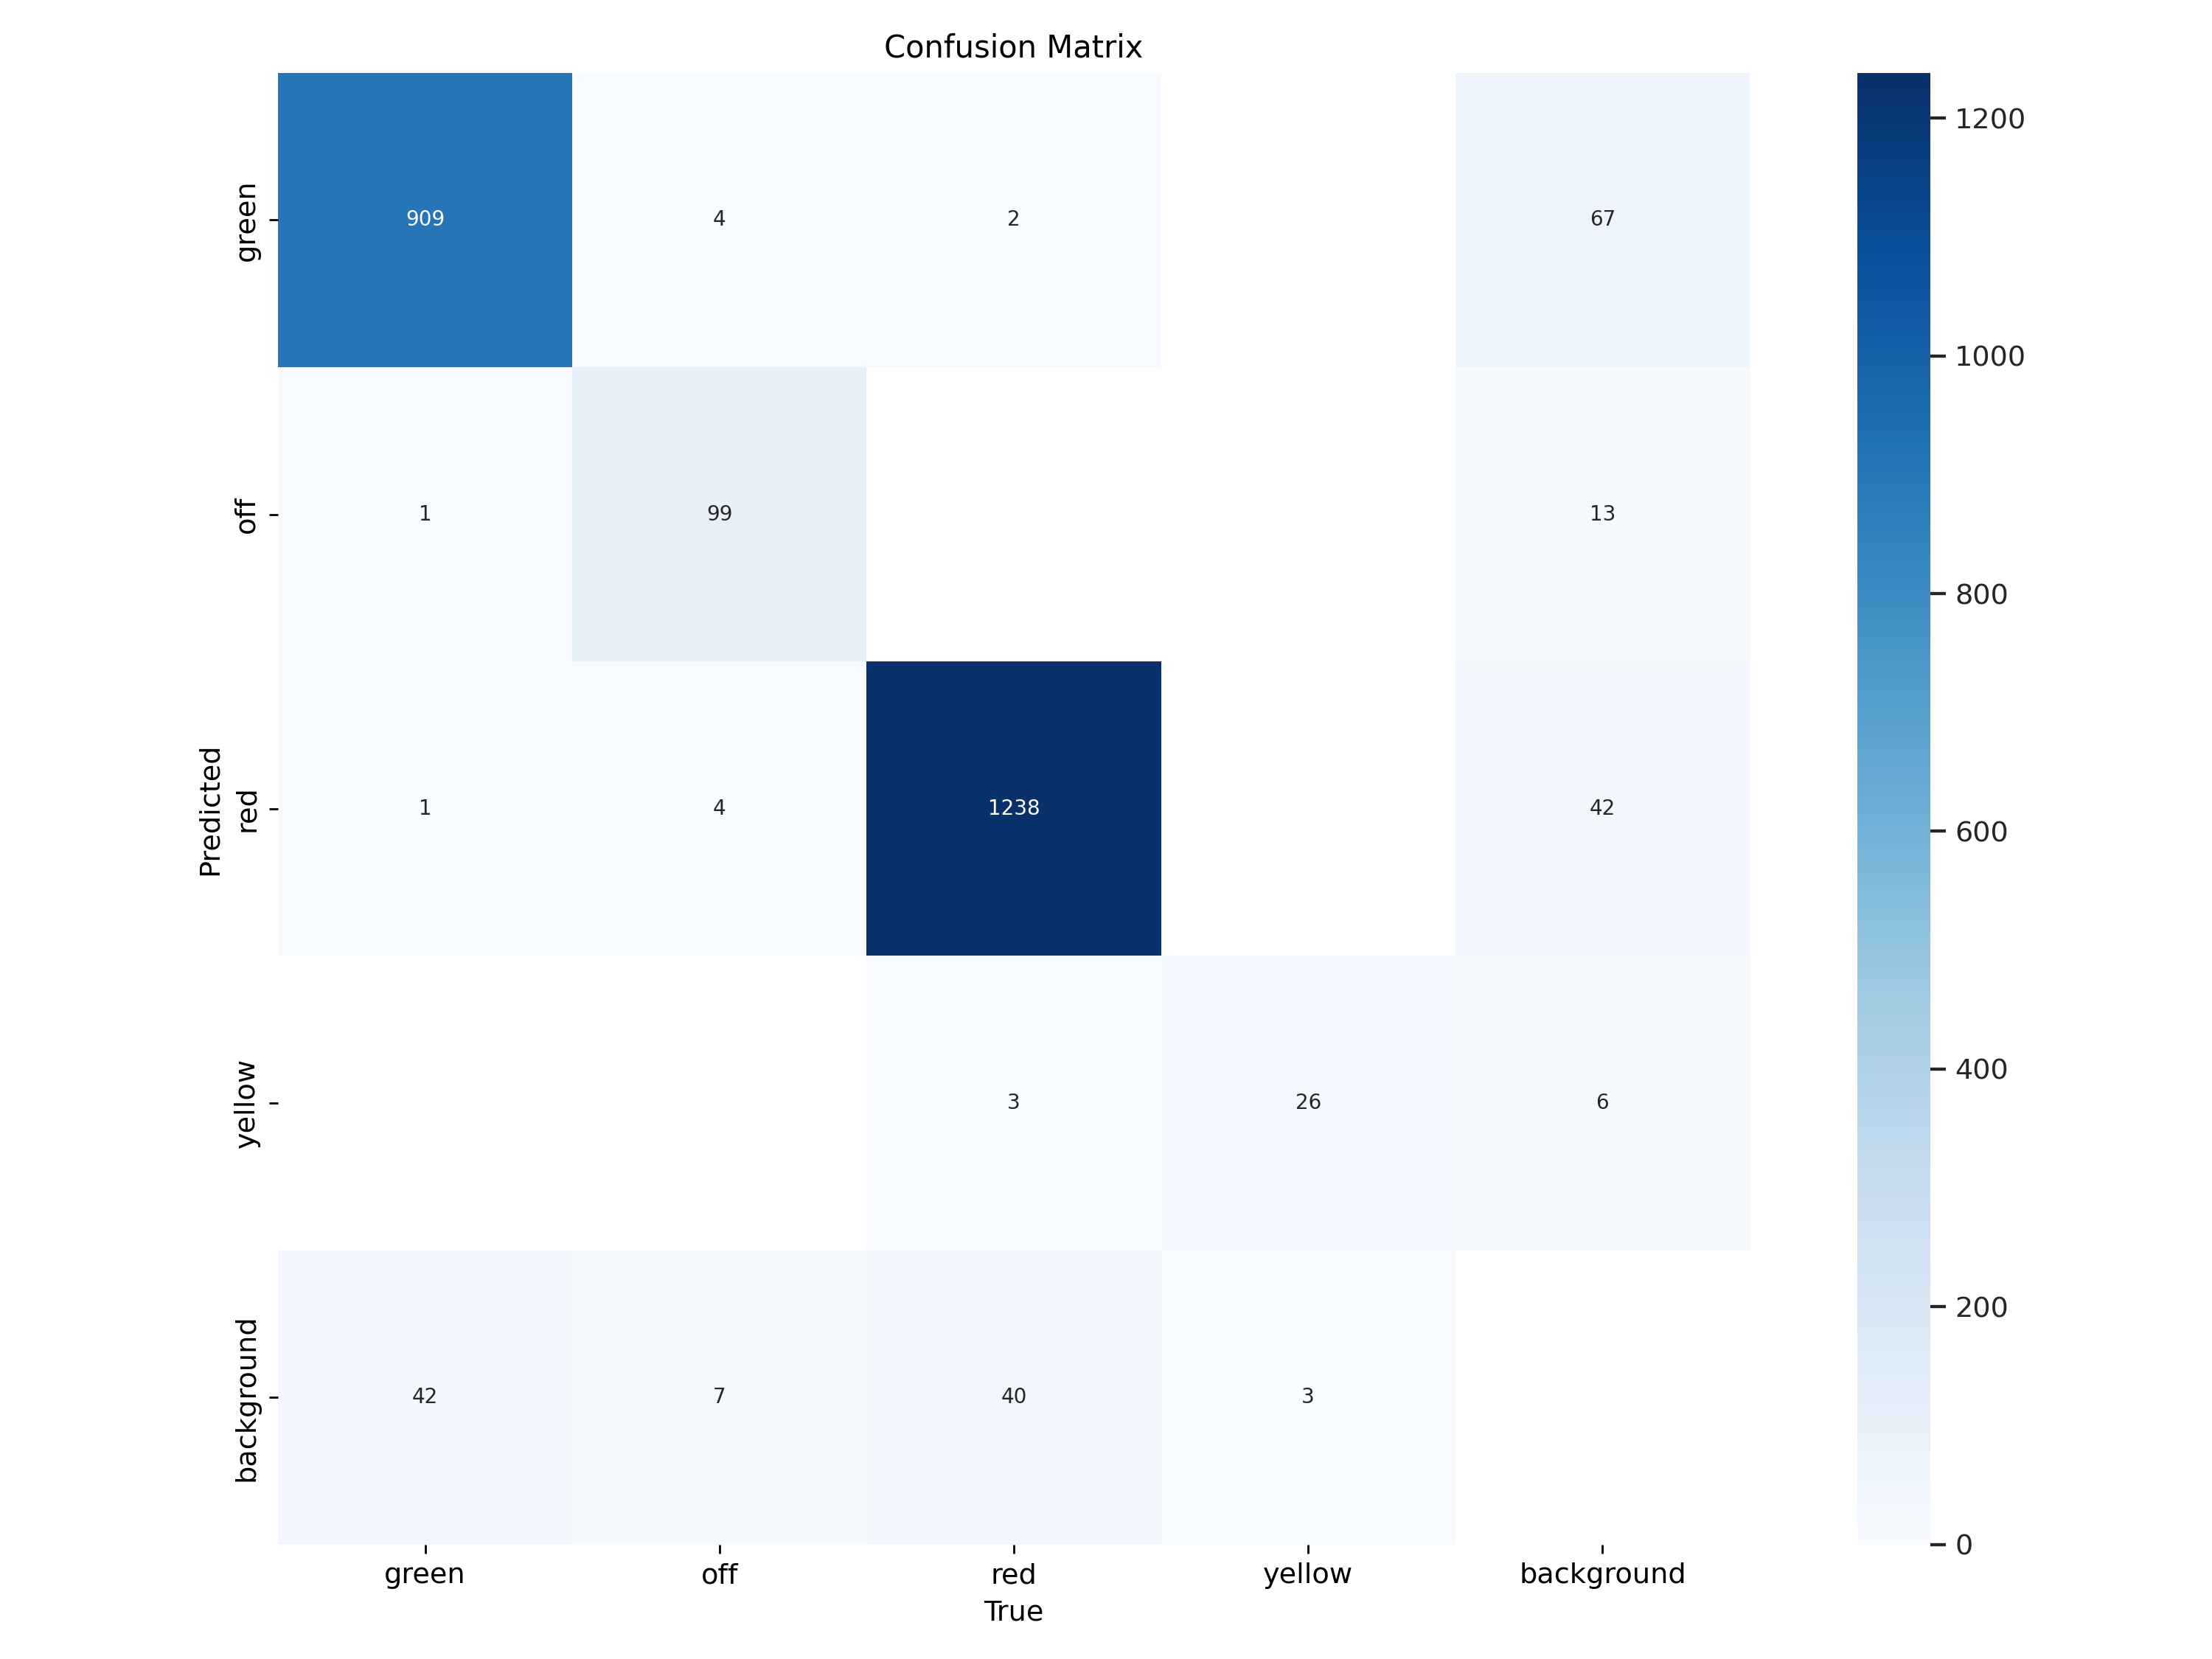 Confusion Matrix
green 909 4 2 67
off 1 99 13
red 1 4 1238 42
yellow 3 26 6
background 42 7 40 3
green off red yellow background
True
Predicted
1200
1000
800
600
400
200
0